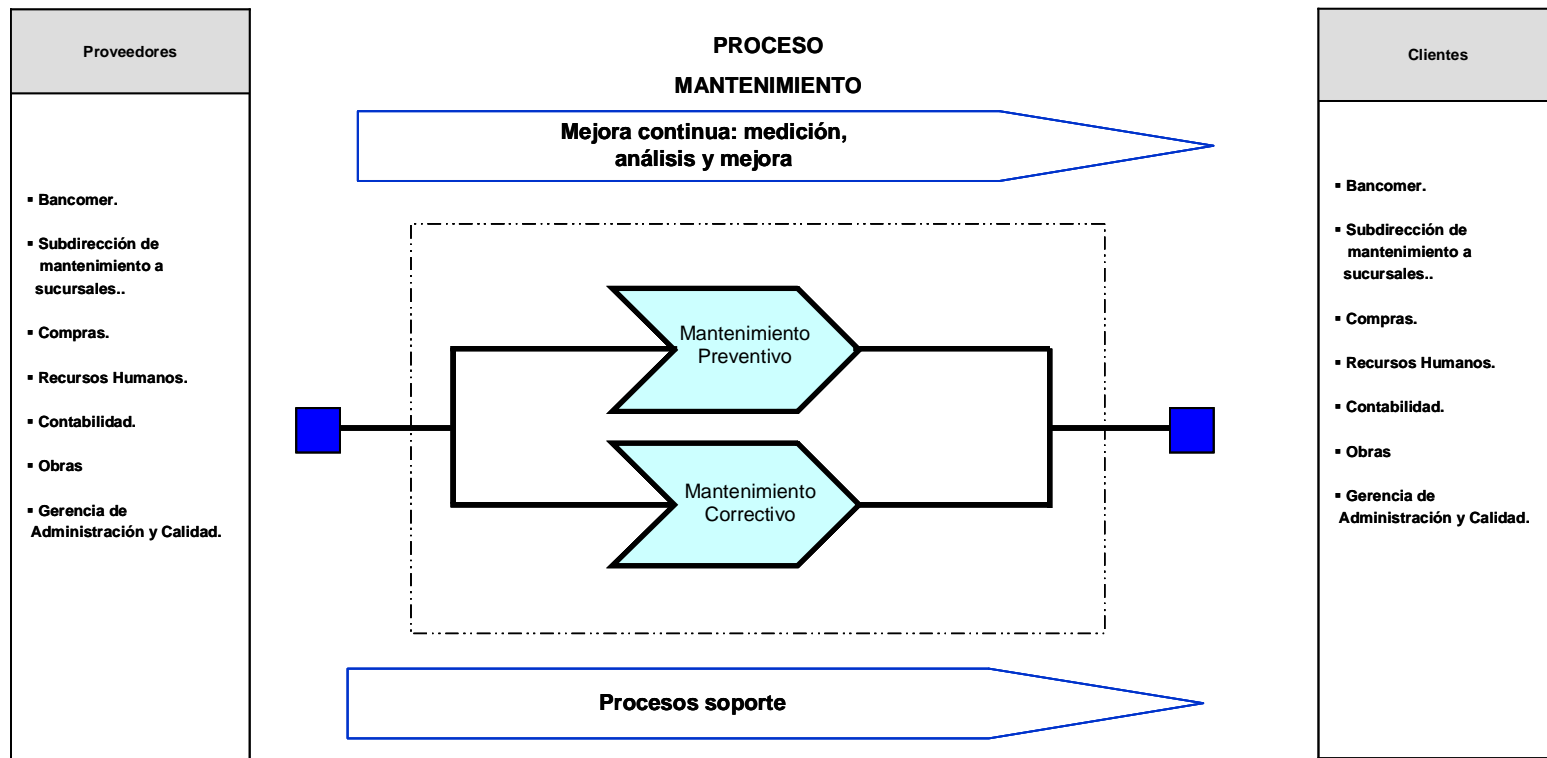 Proveedores
▪ Bancomer.
▪ Subdirección de
mantenimiento a
sucursales..
▪ Compras.
▪ Recursos Humanos.
▪ Contabilidad.
▪ Obras
▪ Gerencia de
Administración y Calidad.
PROCESO
MANTENIMIENTO
Mejora continua: medición,
análisis y mejora
Mantenimiento
Preventivo
Mantenimiento
Correctivo
Procesos soporte
Clientes
▪ Bancomer.
▪ Subdirección de
mantenimiento a
sucursales..
▪ Compras.
▪ Recursos Humanos.
▪ Contabilidad.
▪ Obras
▪ Gerencia de
Administración y Calidad.